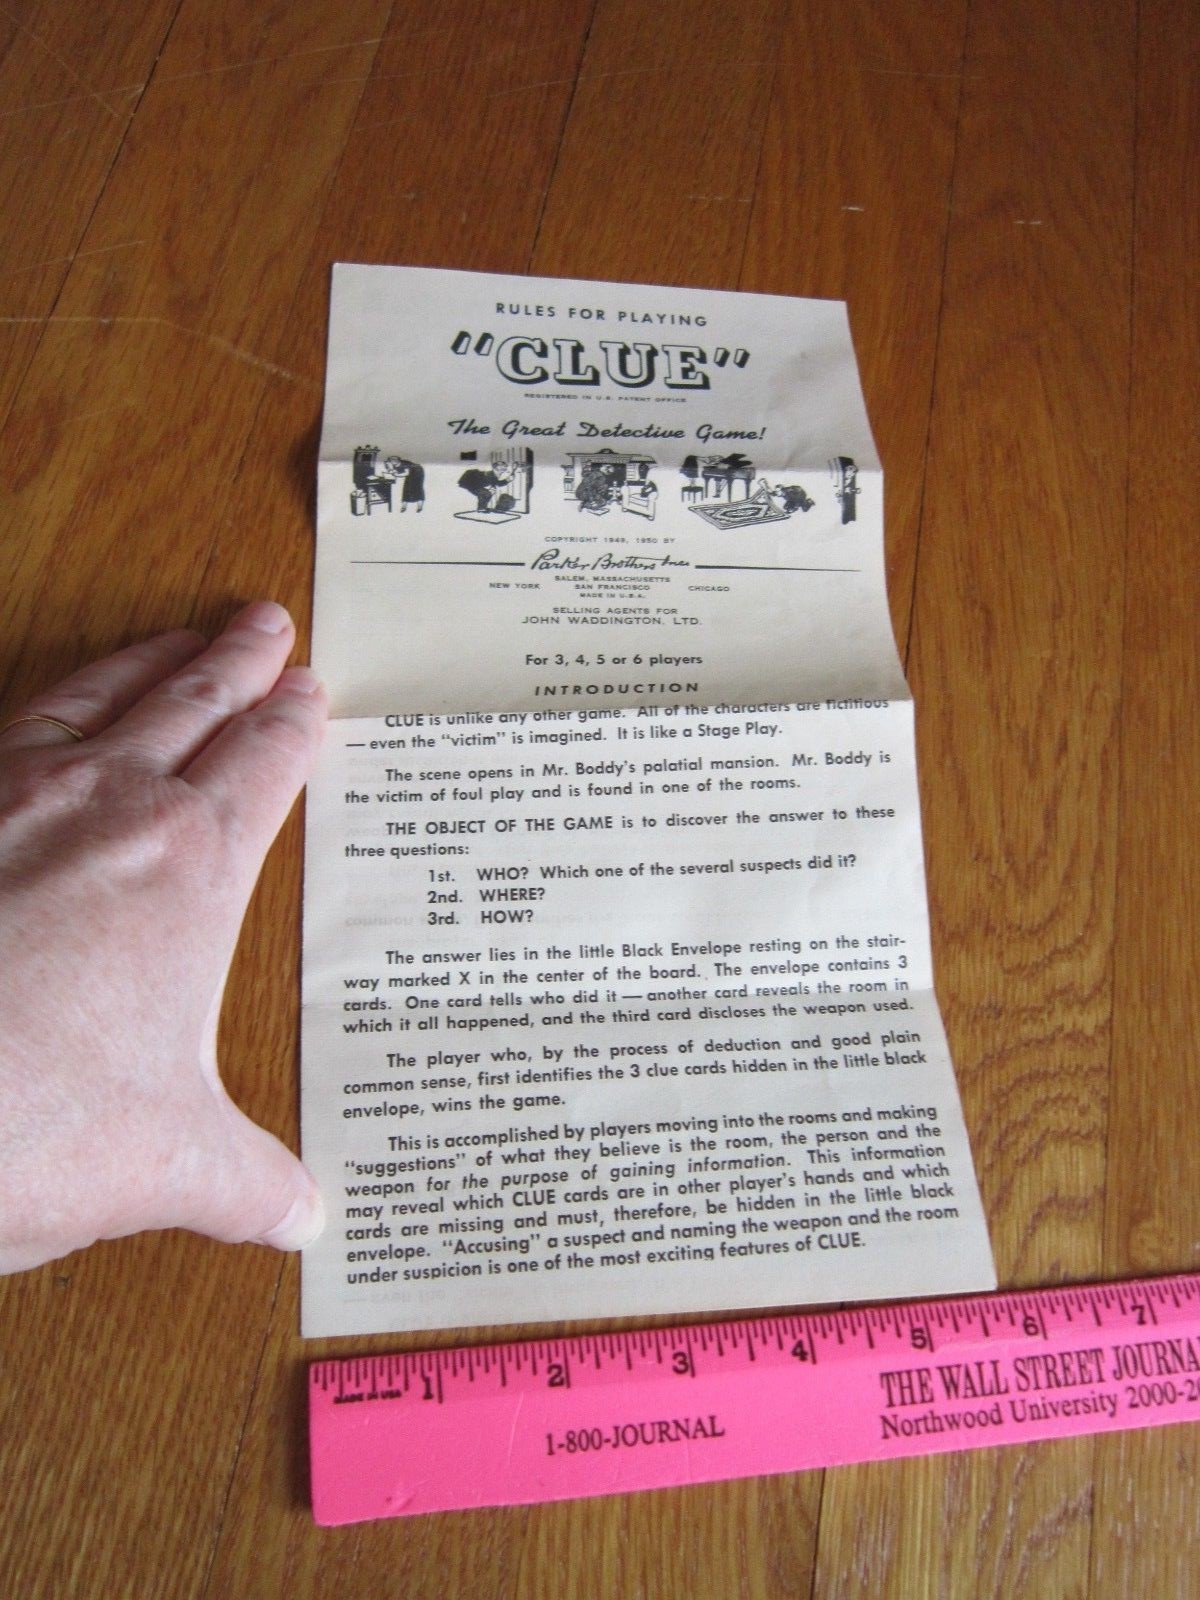 RULES FOR PLAYING
"CLUE"
REGISTERED IN U.S. PATENT OFFICE
The Great Detective Game!
COPYRIGHT 1949, 1950 BY
Parker Brothers Inc.
SALEM, MASSACHUSETTS
NEW YORK SAN FRANCISCO CHICAGO
MADE IN U.S.A.
SELLING AGENTS FOR
JOHN WADDINGTON, LTD.
For 3, 4, 5 or 6 players
INTRODUCTION
CLUE is unlike any other game. All of the characters are fictitious
— even the "victim" is imagined. It is like a Stage Play.
The scene opens in Mr. Boddy's palatial mansion. Mr. Boddy is
the victim of foul play and is found in one of the rooms.
THE OBJECT OF THE GAME is to discover the answer to these
three questions:
1st. WHO? Which one of the several suspects did it?
2nd. WHERE?
3rd. HOW?
The answer lies in the little Black Envelope resting on the stair-
way marked X in the center of the board. The envelope contains 3
cards. One card tells who did it — another card reveals the room in
which it all happened, and the third card discloses the weapon used.
The player who, by the process of deduction and good plain
common sense, first identifies the 3 clue cards hidden in the little black
envelope, wins the game.
This is accomplished by players moving into the rooms and making
"suggestions" of what they believe is the room, the person and the
weapon for the purpose of gaining information. This information
may reveal which CLUE cards are in other player's hands and which
cards are missing and must, therefore, be hidden in the little black
envelope. "Accusing" a suspect and naming the weapon and the room
under suspicion is one of the most exciting features of CLUE.
MADE IN USA 1 2 3 4 5 6 7
1-800-JOURNAL
THE WALL STREET JOURNA
Northwood University 2000-2